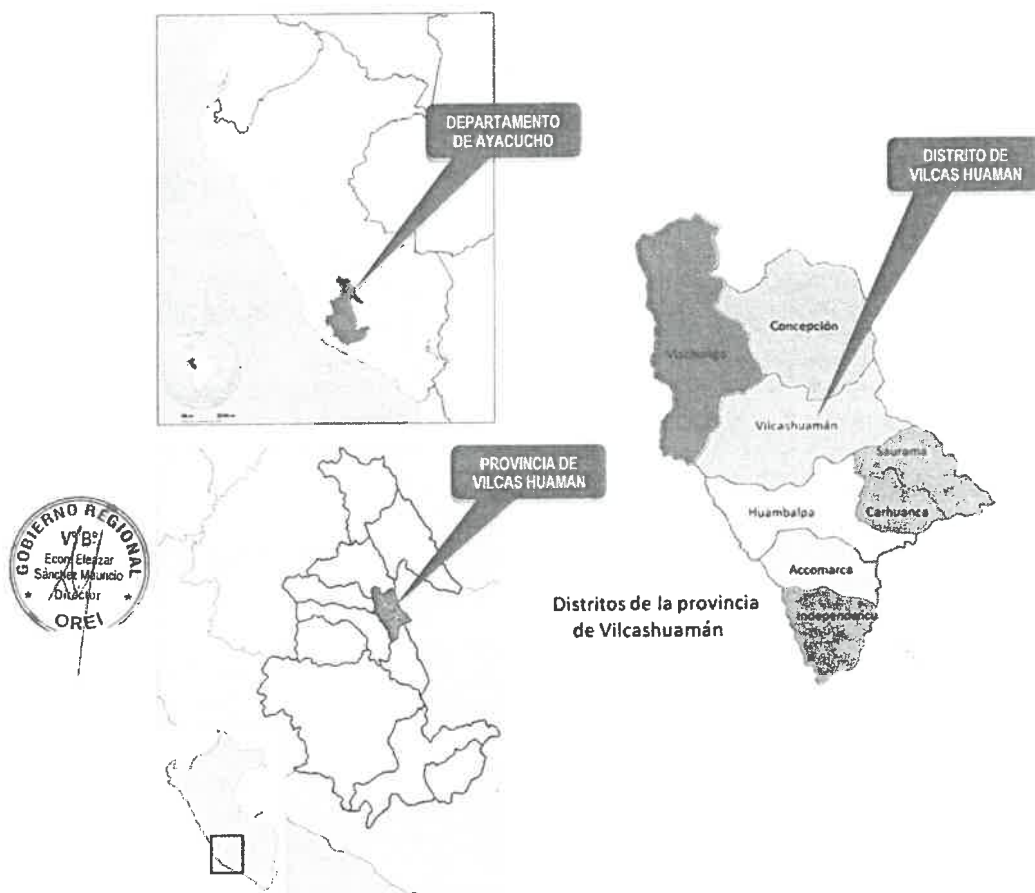 DEPARTAMENTO
DE AYACUCHO
DISTRITO DE
VILCAS HUAMAN
Concepción
Vischongo
Vilcashuamán
Saurama
Huambalpa
Carhuanca
Accomarca
Distritos de la provincia
de Vilcashuamán
PROVINCIA DE
VILCAS HUAMAN
GOBIERNO REGIONAL
V°B°
Econ. Eleazar
Sánchez Mauricio
Director
OREI